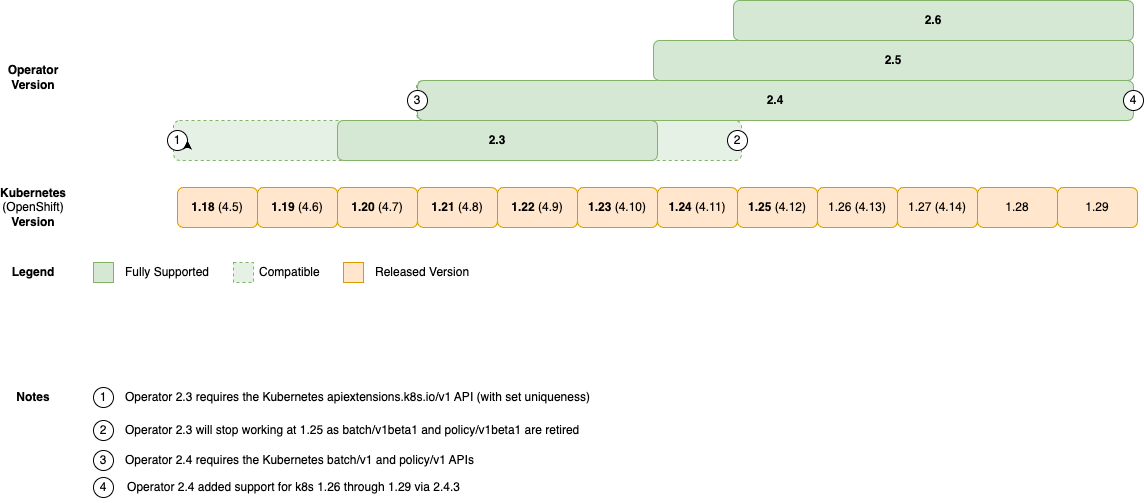 2.6
2.5
Operator
Version
3
2.4
4
1
2.3
2
Kubernetes
(OpenShift)
Version
1.18 (4.5) 1.19 (4.6) 1.20 (4.7) 1.21 (4.8) 1.22 (4.9) 1.23 (4.10) 1.24 (4.11) 1.25 (4.12) 1.26 (4.13) 1.27 (4.14) 1.28 1.29
Legend Fully Supported Compatible Released Version
Notes 1 Operator 2.3 requires the Kubernetes apiextensions.k8s.io/v1 API (with set uniqueness)
2 Operator 2.3 will stop working at 1.25 as batch/v1beta1 and policy/v1beta1 are retired
3 Operator 2.4 requires the Kubernetes batch/v1 and policy/v1 APIs
4 Operator 2.4 added support for k8s 1.26 through 1.29 via 2.4.3